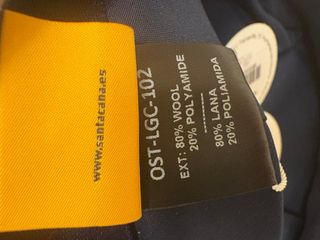 www.santacana.es
OST-LGC-102
EXT: 80% WOOL
20% POLYAMIDE
----------
80% LANA
20% POLIAMIDA